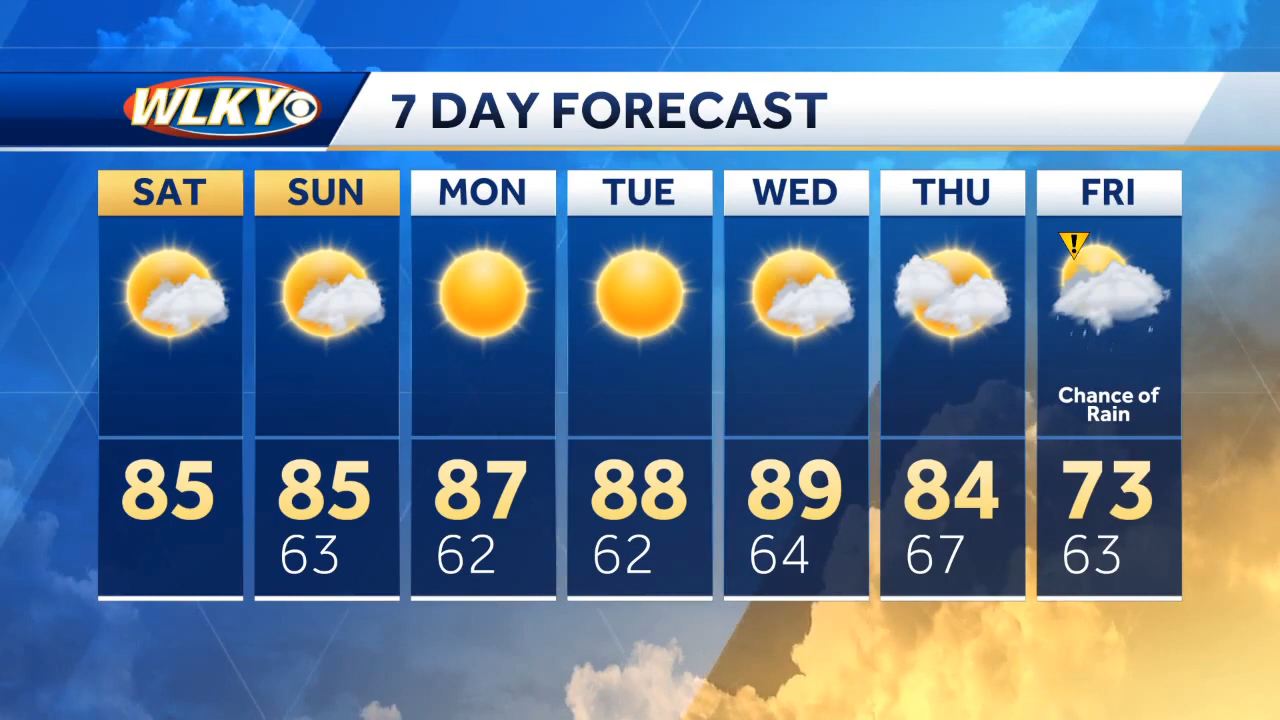 WLKY
7 DAY FORECAST
SAT SUN MON TUE WED THU FRI
!
Chance of
Rain
85 85 87 88 89 84 73
63 62 62 64 67 63